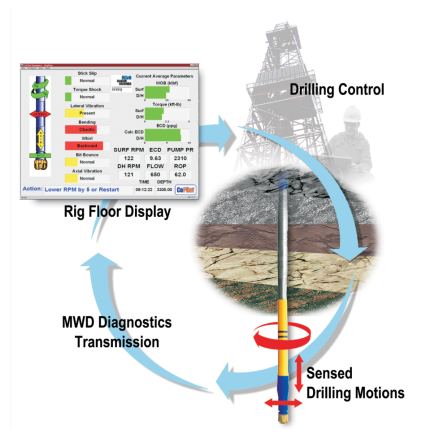 Stick Slip
Normal
Torque Shock
Normal
Lateral Vibration
Present
Bending
Chaotic
Whirl
Backward
Bit Bounce
Normal
Axial Vibration
Normal
Current Average Parameters
WOB (klbf)
Surf
D/H
Torque (kft-lb)
Surf
D/H
ECD (ppg)
Calc ECD
D/H
SURF RPM ECD PUMP PR
122 9.63 2310
DH RPM FLOW ROP
121 650 62.0
TIME DEPTH
Action: Lower RPM by 5 or Restart
CoPilot
Rig Floor Display
Drilling Control
MWD Diagnostics
Transmission
Sensed
Drilling Motions